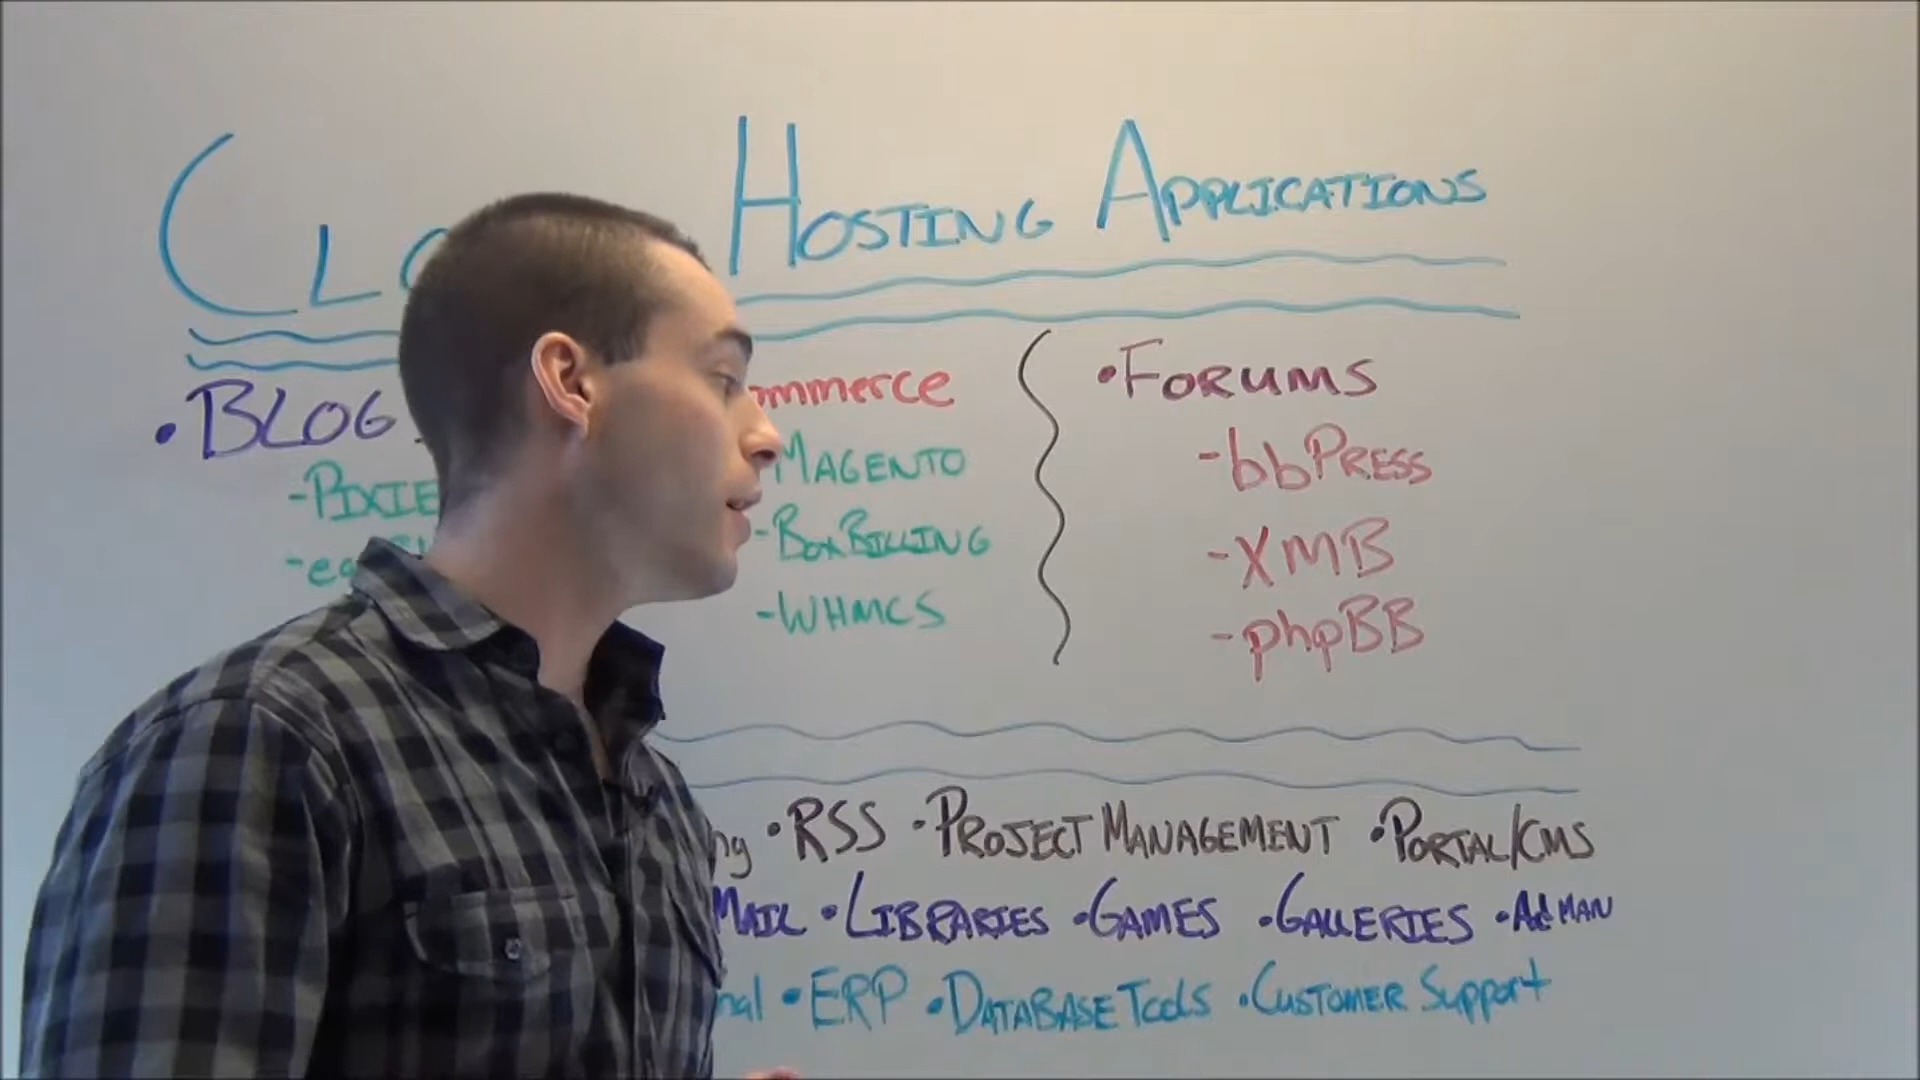 HOSTING APPLICATIONS
• BLOG
- PIXIE
MAGENTO
- BOXBILLING
- WHMCS
• FORUMS
- bbPRESS
- XMB
- phpBB
• RSS • PROJECT MANAGEMENT • PORTAL/CMS
MAIL • LIBRARIES • GAMES • GALLERIES • Ad MAN
• ERP • DATABASE TOOLS • CUSTOMER Support